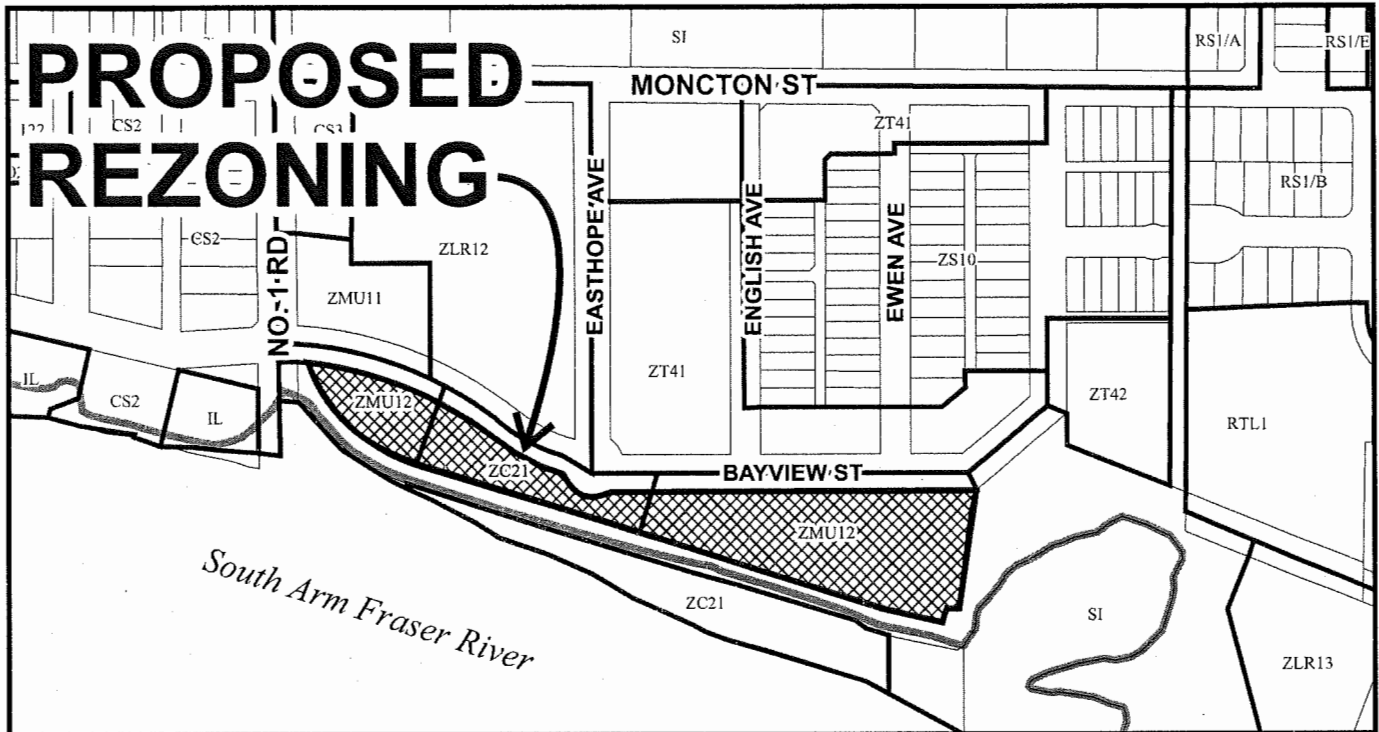 SI
RS1/A
RS1/E
PROPOSED
REZONING
MONCTON ST
CS2
CS3
ZT41
RS1/B
CS2
NO. 1 RD
ZLR12
EASTHOPE AVE
ENGLISH AVE
EWEN AVE
ZS10
ZMU11
ZT41
ZT42
IL
CS2
IL
ZMU12
RTL1
ZC21
BAYVIEW ST
ZMU12
South Arm Fraser River
ZC21
SI
ZLR13